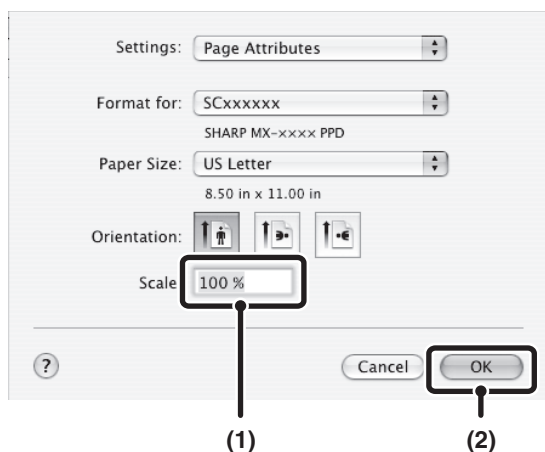 Settings: Page Attributes
Format for: SCxxxxxx
SHARP MX-xxxx PPD
Paper Size: US Letter
8.50 in x 11.00 in
Orientation:
Scale 100 %
? Cancel OK
(1) (2)